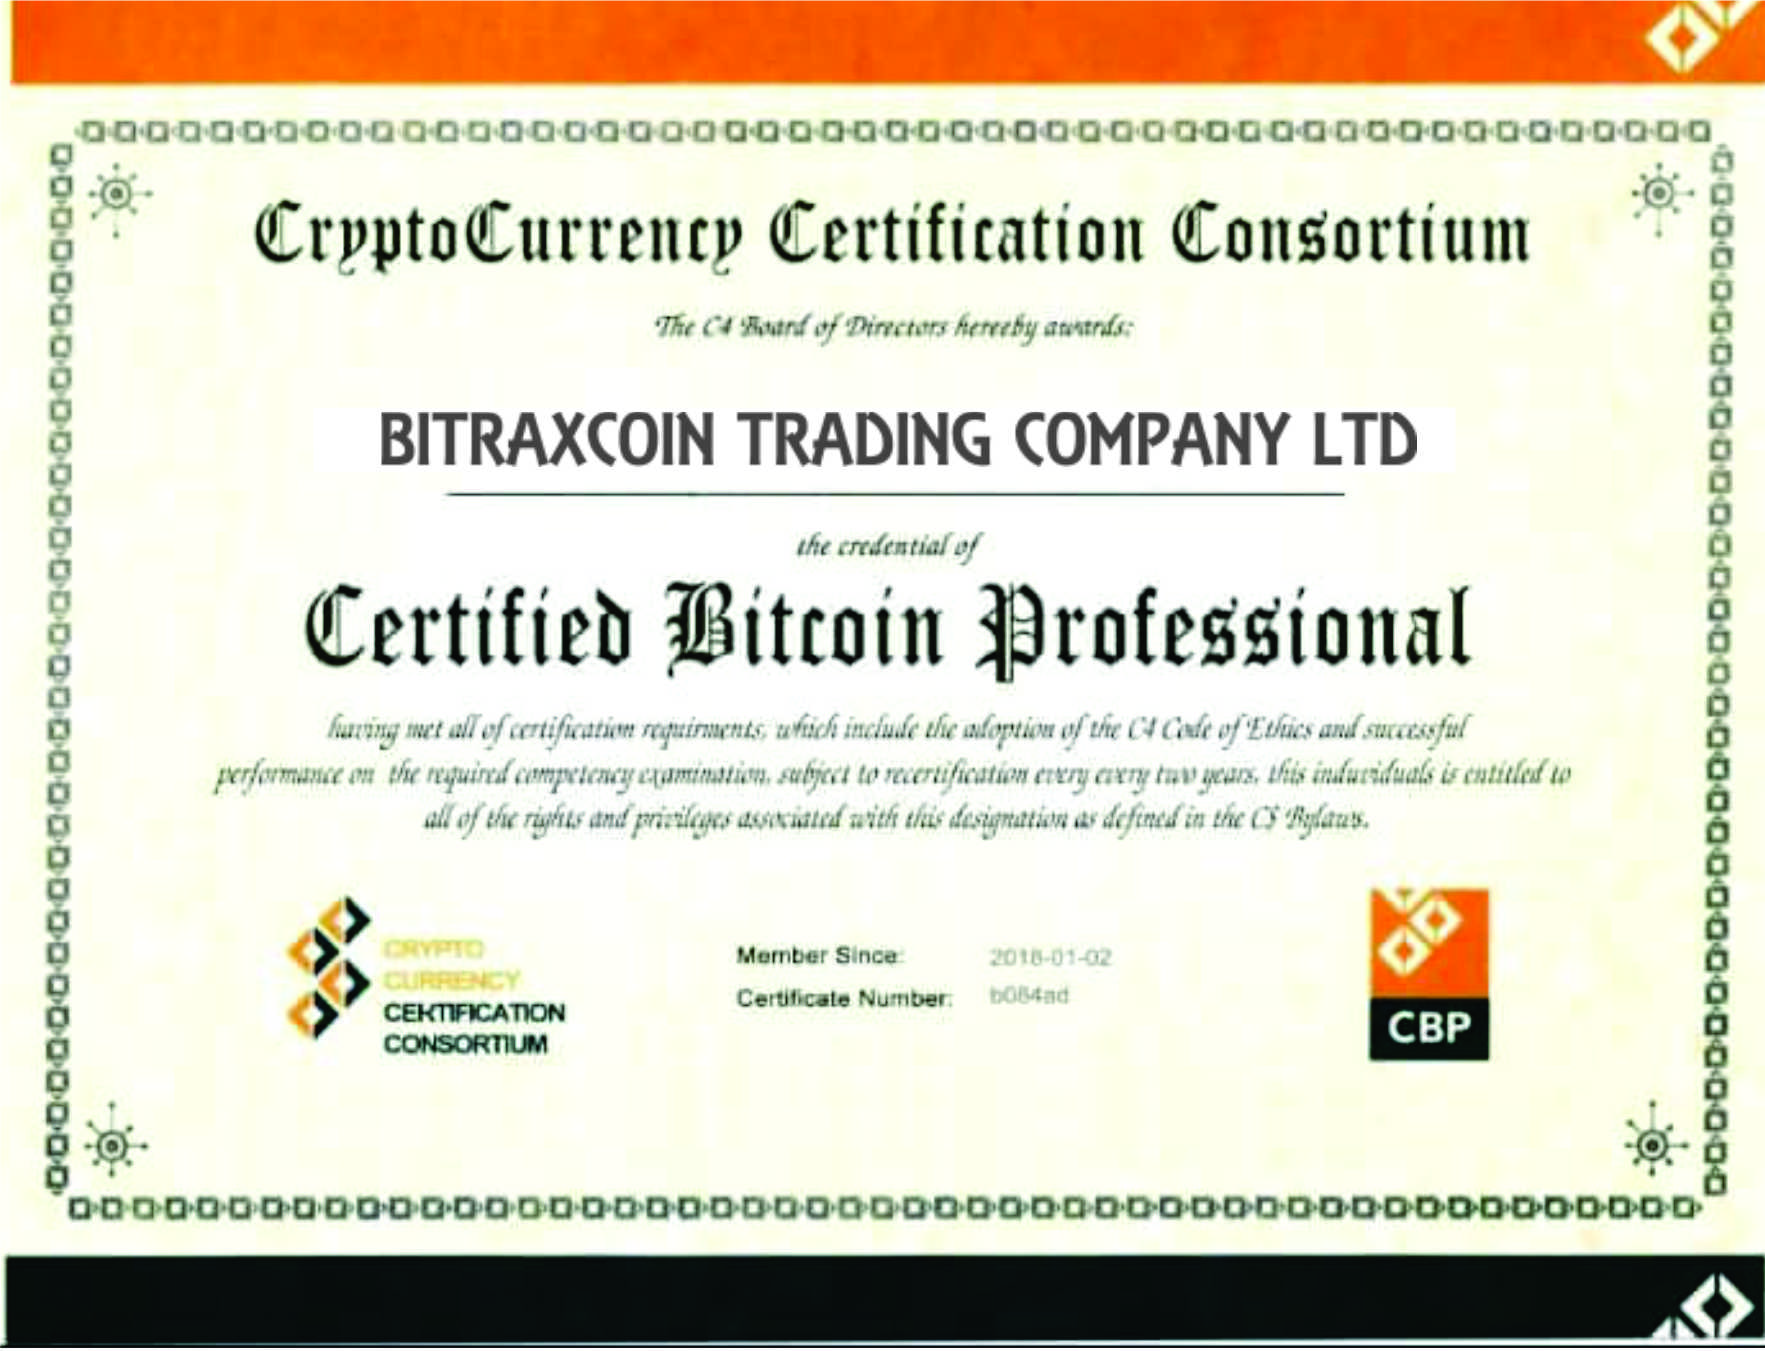 CryptoCurrency Certification Consortium
The C4 Board of Directors hereby awards:
BITRAXCOIN TRADING COMPANY LTD
the credential of
Certified Bitcoin Professional
having met all of certification requirments, which include the adoption of the C4 Code of Ethics and successful
performance on the required competency examination, subject to recertification every every two years, this induviduals is entitled to
all of the rights and privileges associated with this designation as defined in the CS Bylaws.
CRYPTO
CURRENCY
CERTIFICATION
CONSORTIUM
Member Since: 2018-01-02
Certificate Number: b084ad
CBP